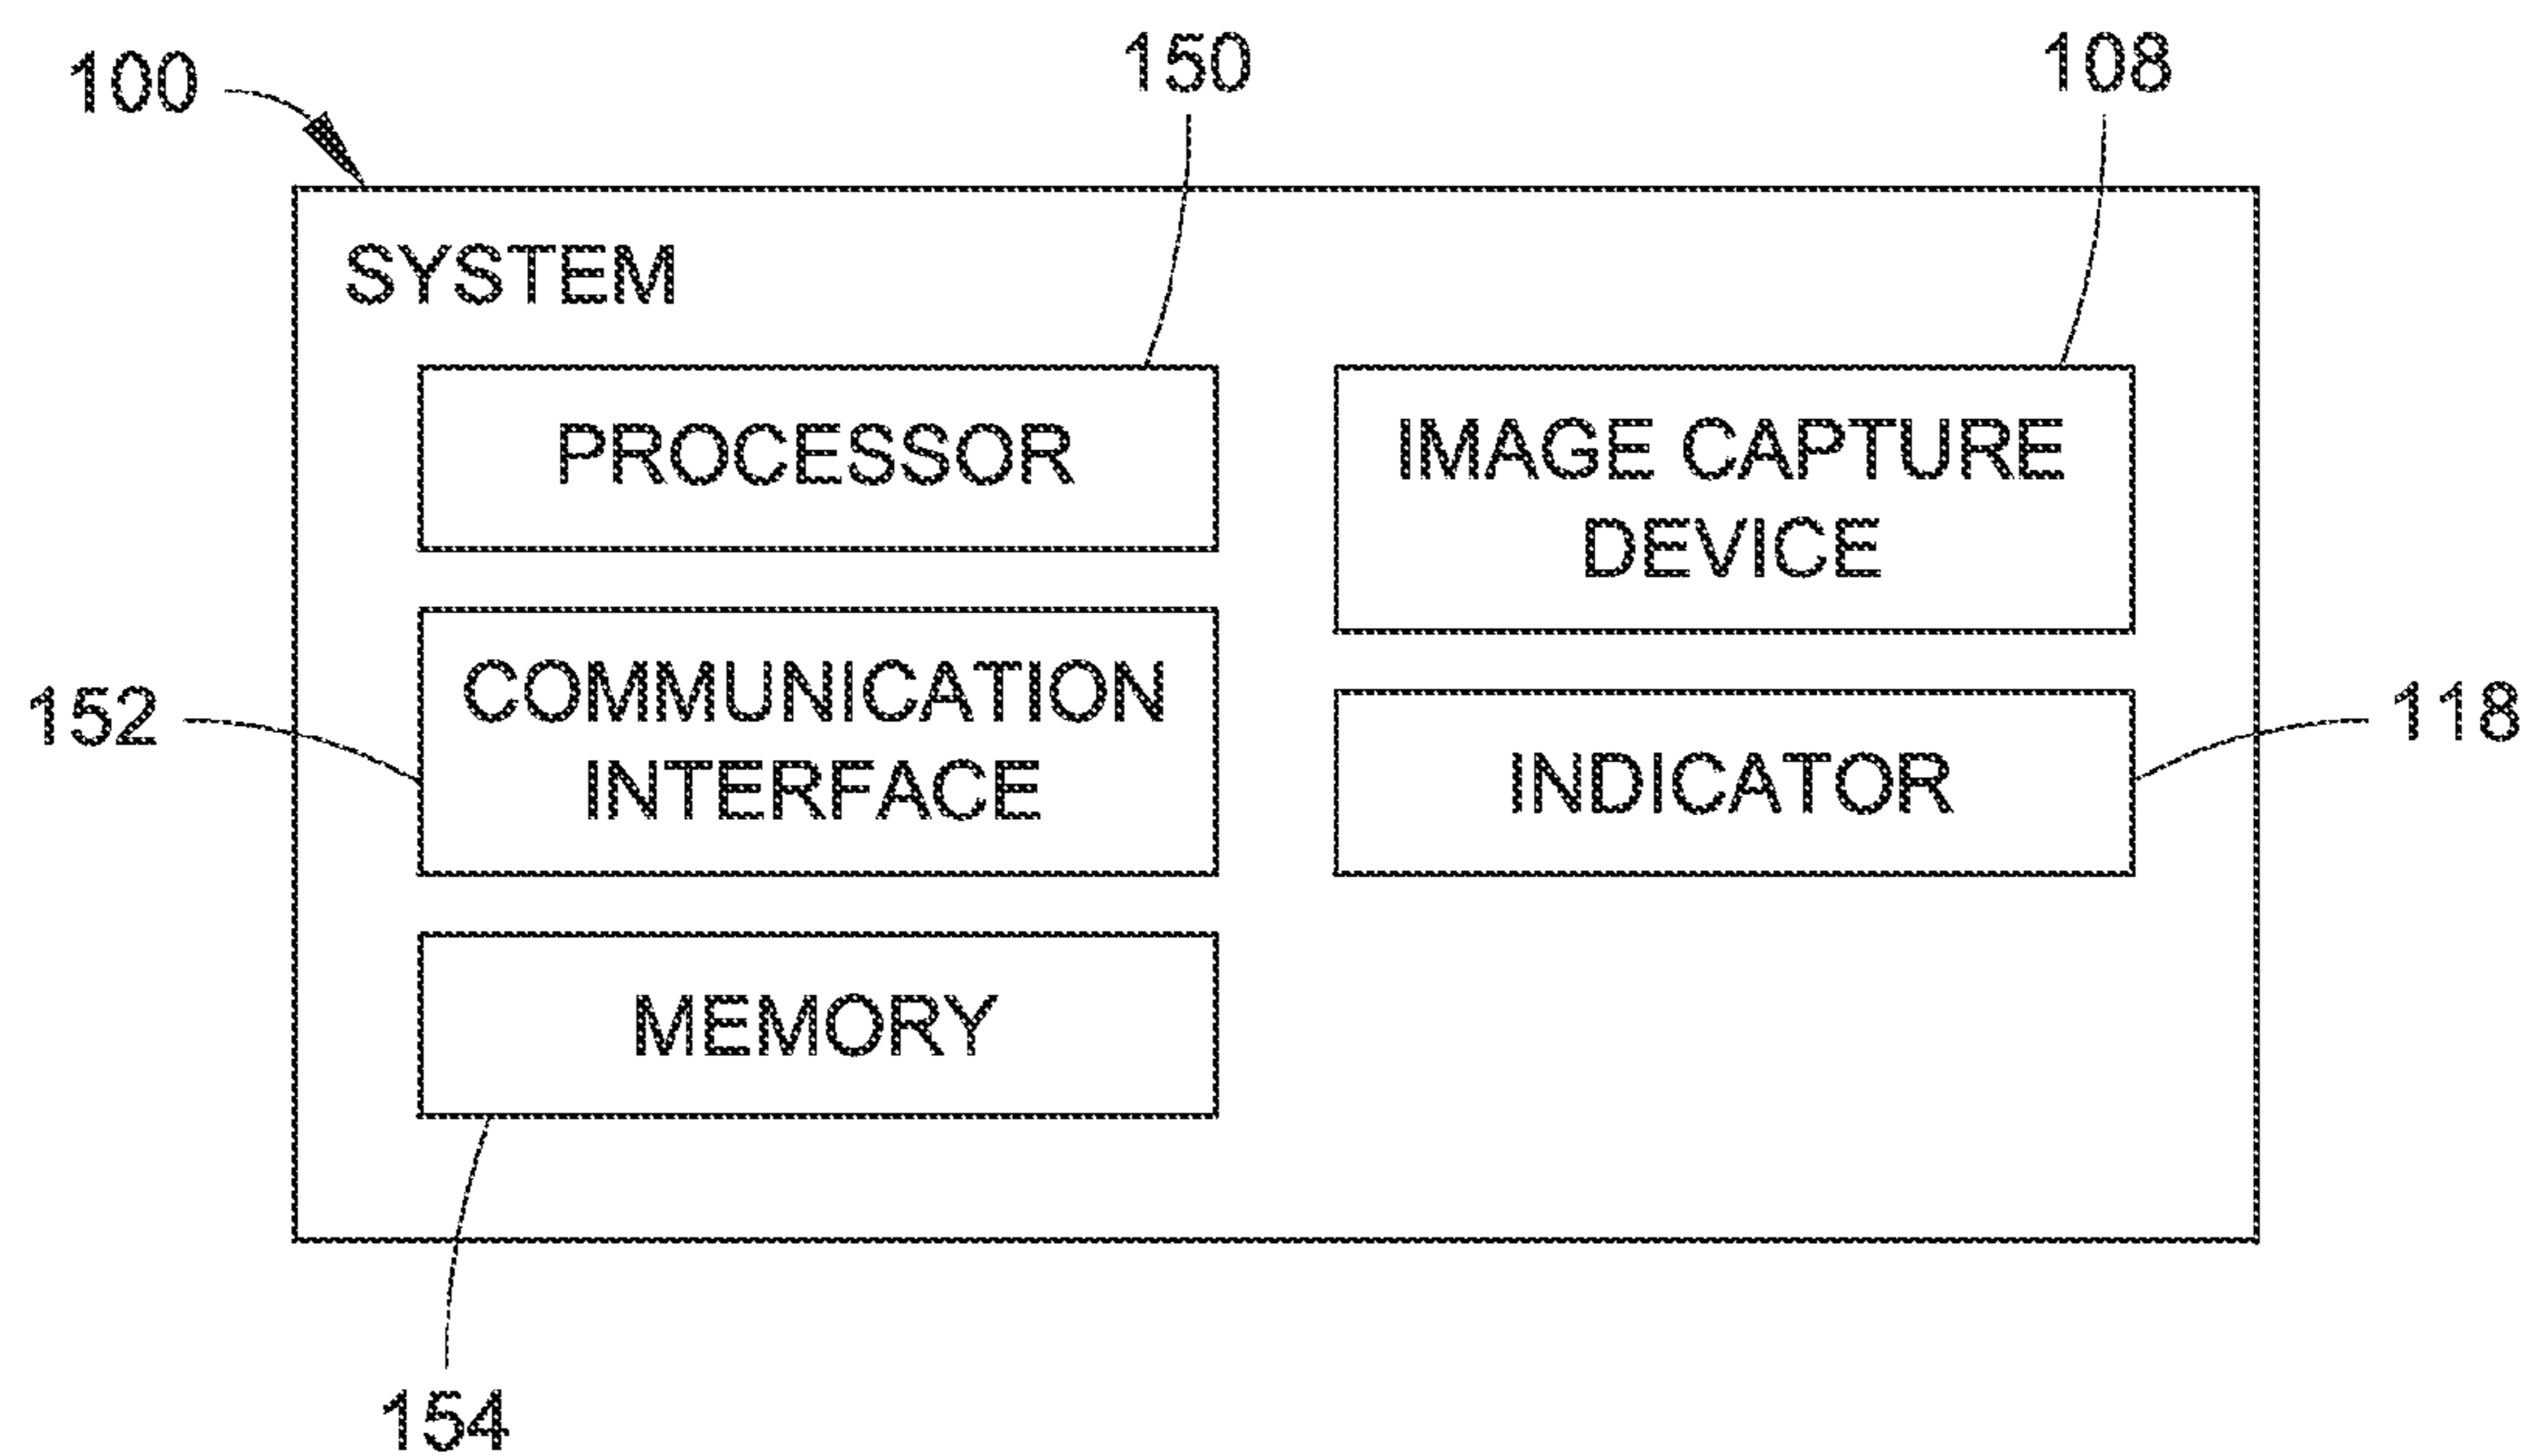 100
150
108
SYSTEM
PROCESSOR
IMAGE CAPTURE
DEVICE
152
COMMUNICATION
INTERFACE
INDICATOR
118
MEMORY
154